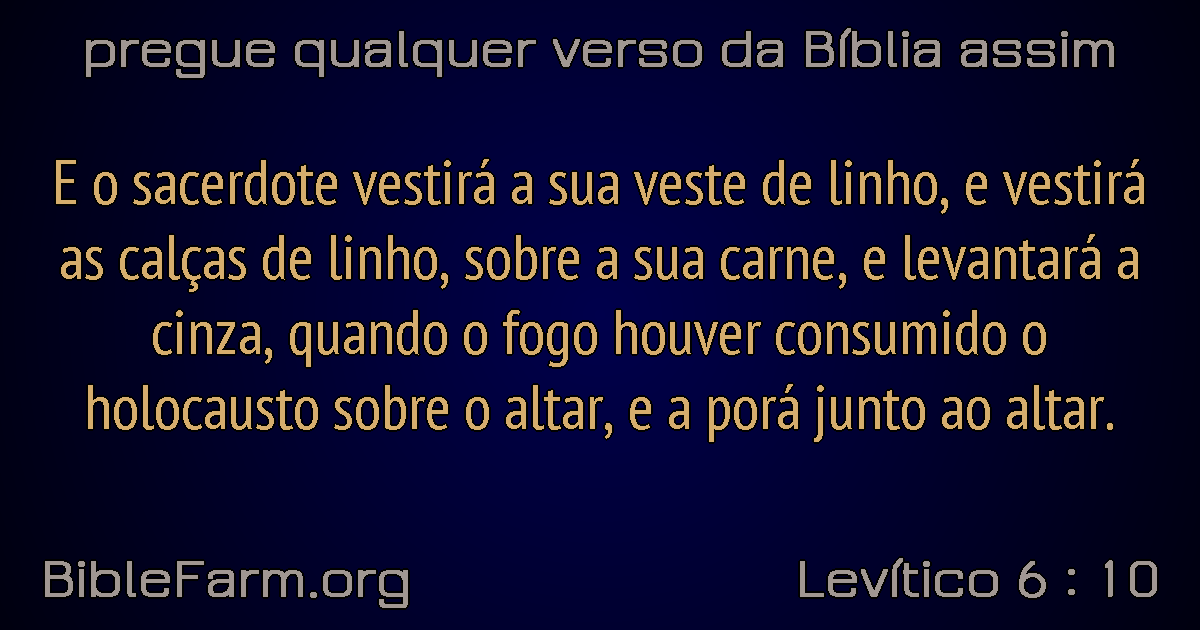 pregue qualquer verso da Bíblia assim
E o sacerdote vestirá a sua veste de linho, e vestirá
as calças de linho, sobre a sua carne, e levantará a
cinza, quando o fogo houver consumido o
holocausto sobre o altar, e a porá junto ao altar.
BibleFarm.org
Levítico 6 : 10